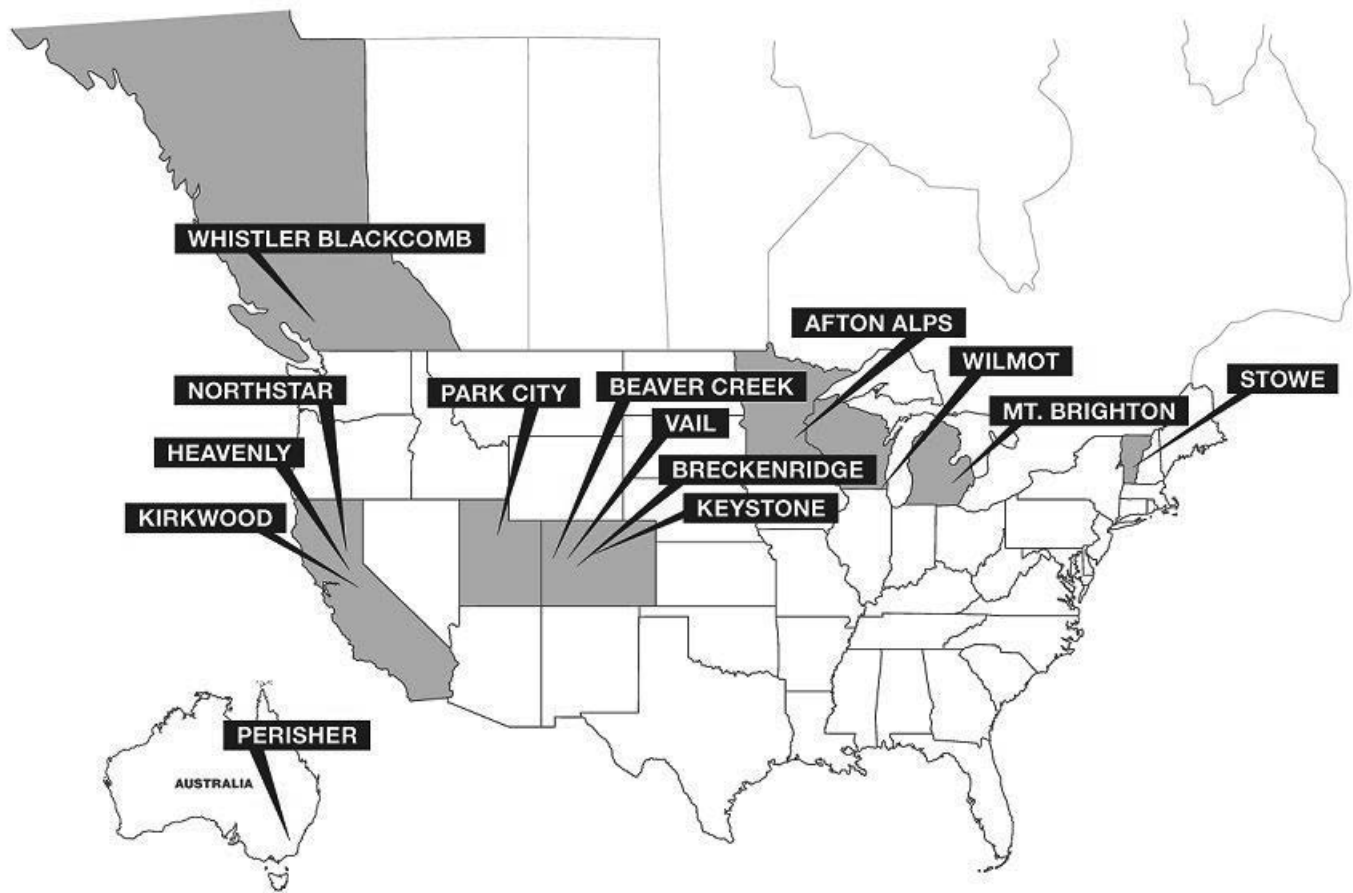 WHISTLER BLACKCOMB
AFTON ALPS
WILMOT
STOWE
NORTHSTAR
PARK CITY
BEAVER CREEK
MT. BRIGHTON
VAIL
HEAVENLY
BRECKENRIDGE
KEYSTONE
KIRKWOOD
PERISHER
AUSTRALIA